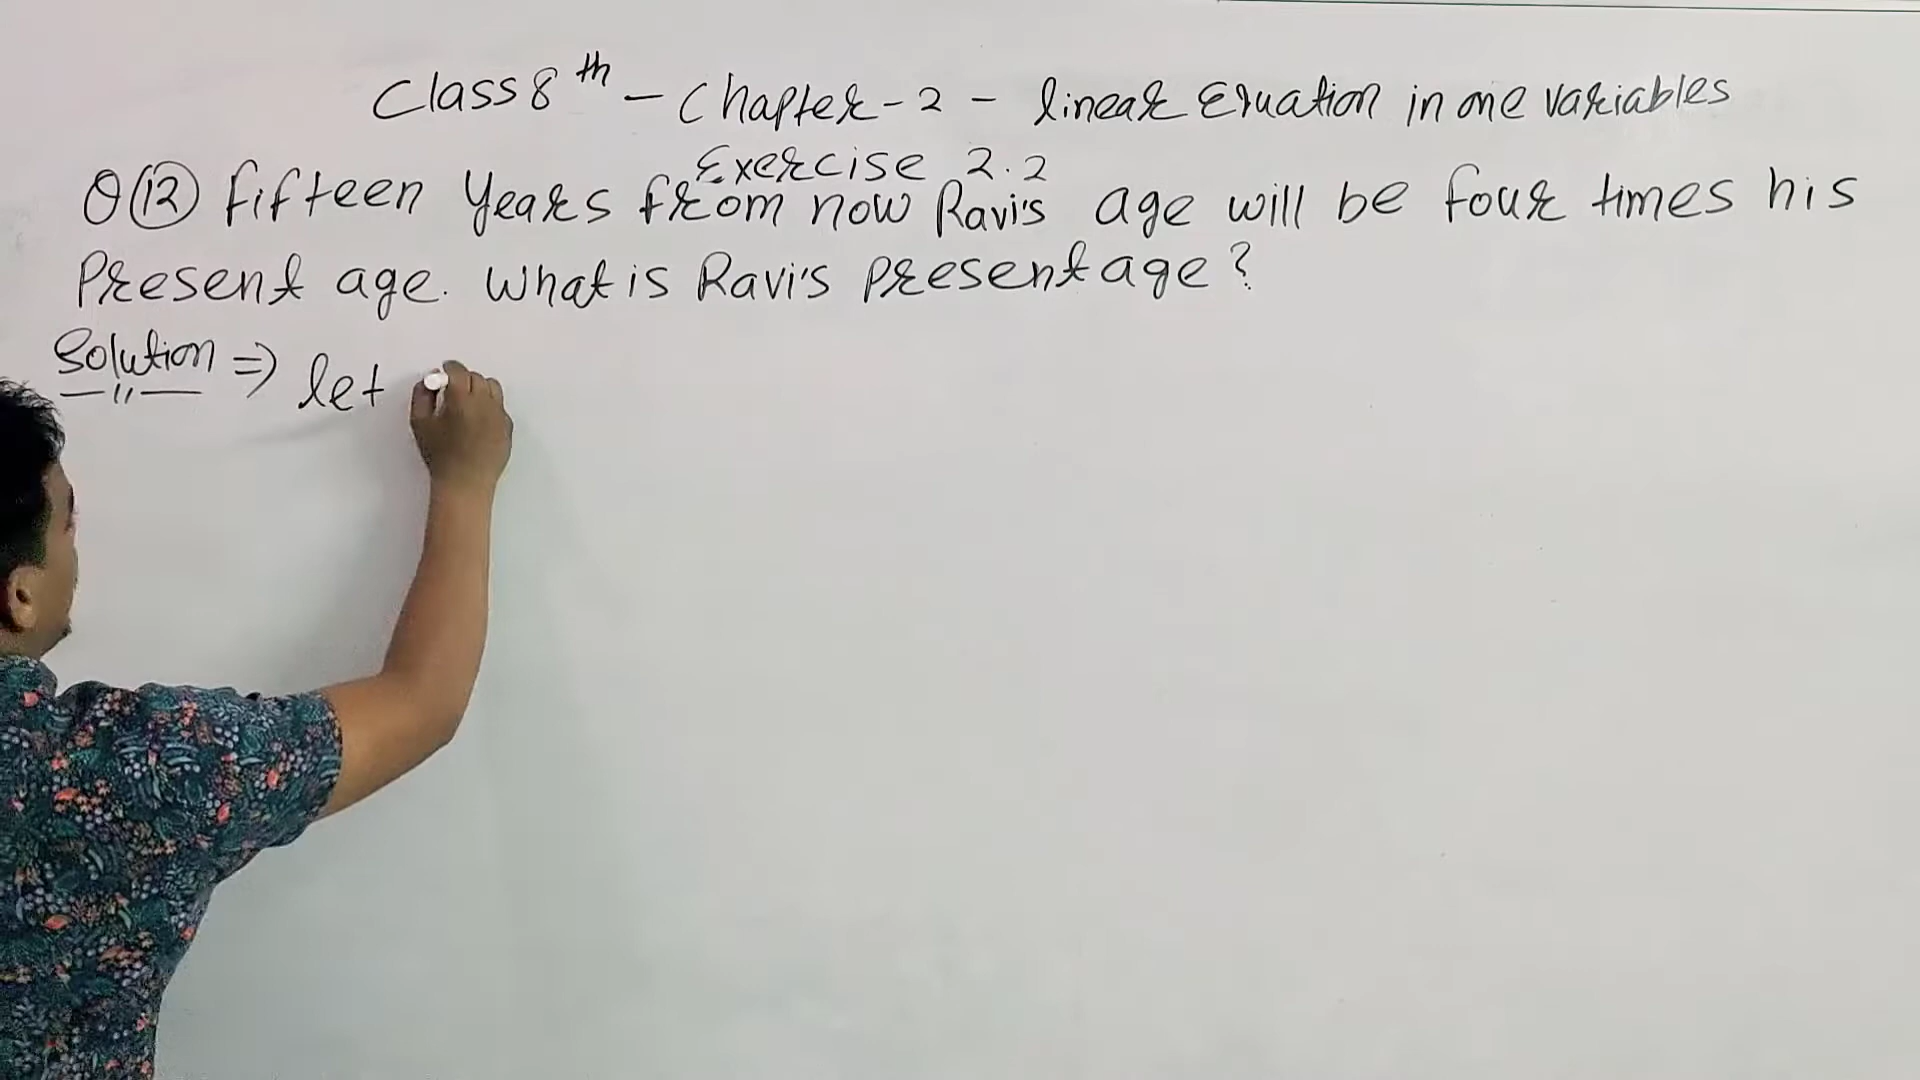 Class 8th - Chapter - 2 - linear Equation in one variables
Exercise 2.2
Q(12) Fifteen Years from now Ravi's age will be four times his
Present age. What is Ravi's present age?
Solution => let